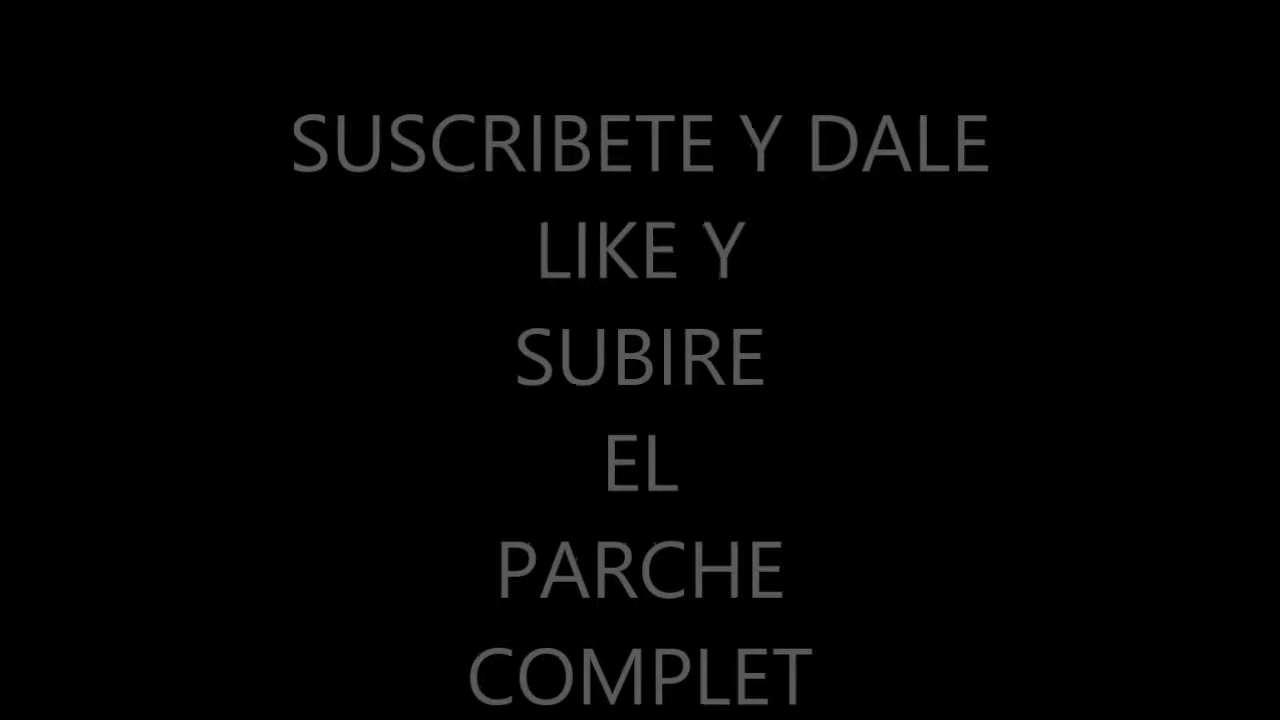 SUSCRIBETE Y DALE
LIKE Y
SUBIRE
EL
PARCHE
COMPLET